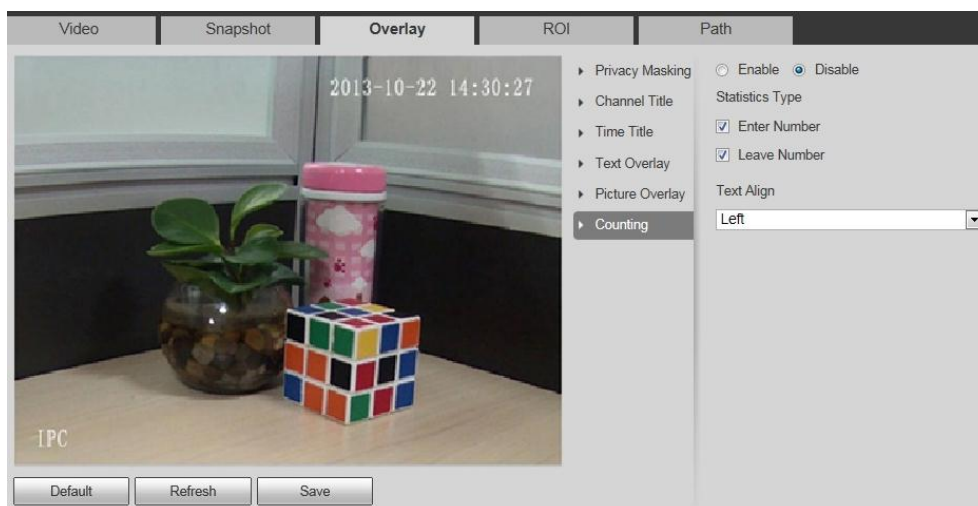 Video Snapshot Overlay ROI Path
2013-10-22 14:30:27
IPC
Privacy Masking
Channel Title
Time Title
Text Overlay
Picture Overlay
Counting
Enable Disable
Statistics Type
Enter Number
Leave Number
Text Align
Left
Default Refresh Save